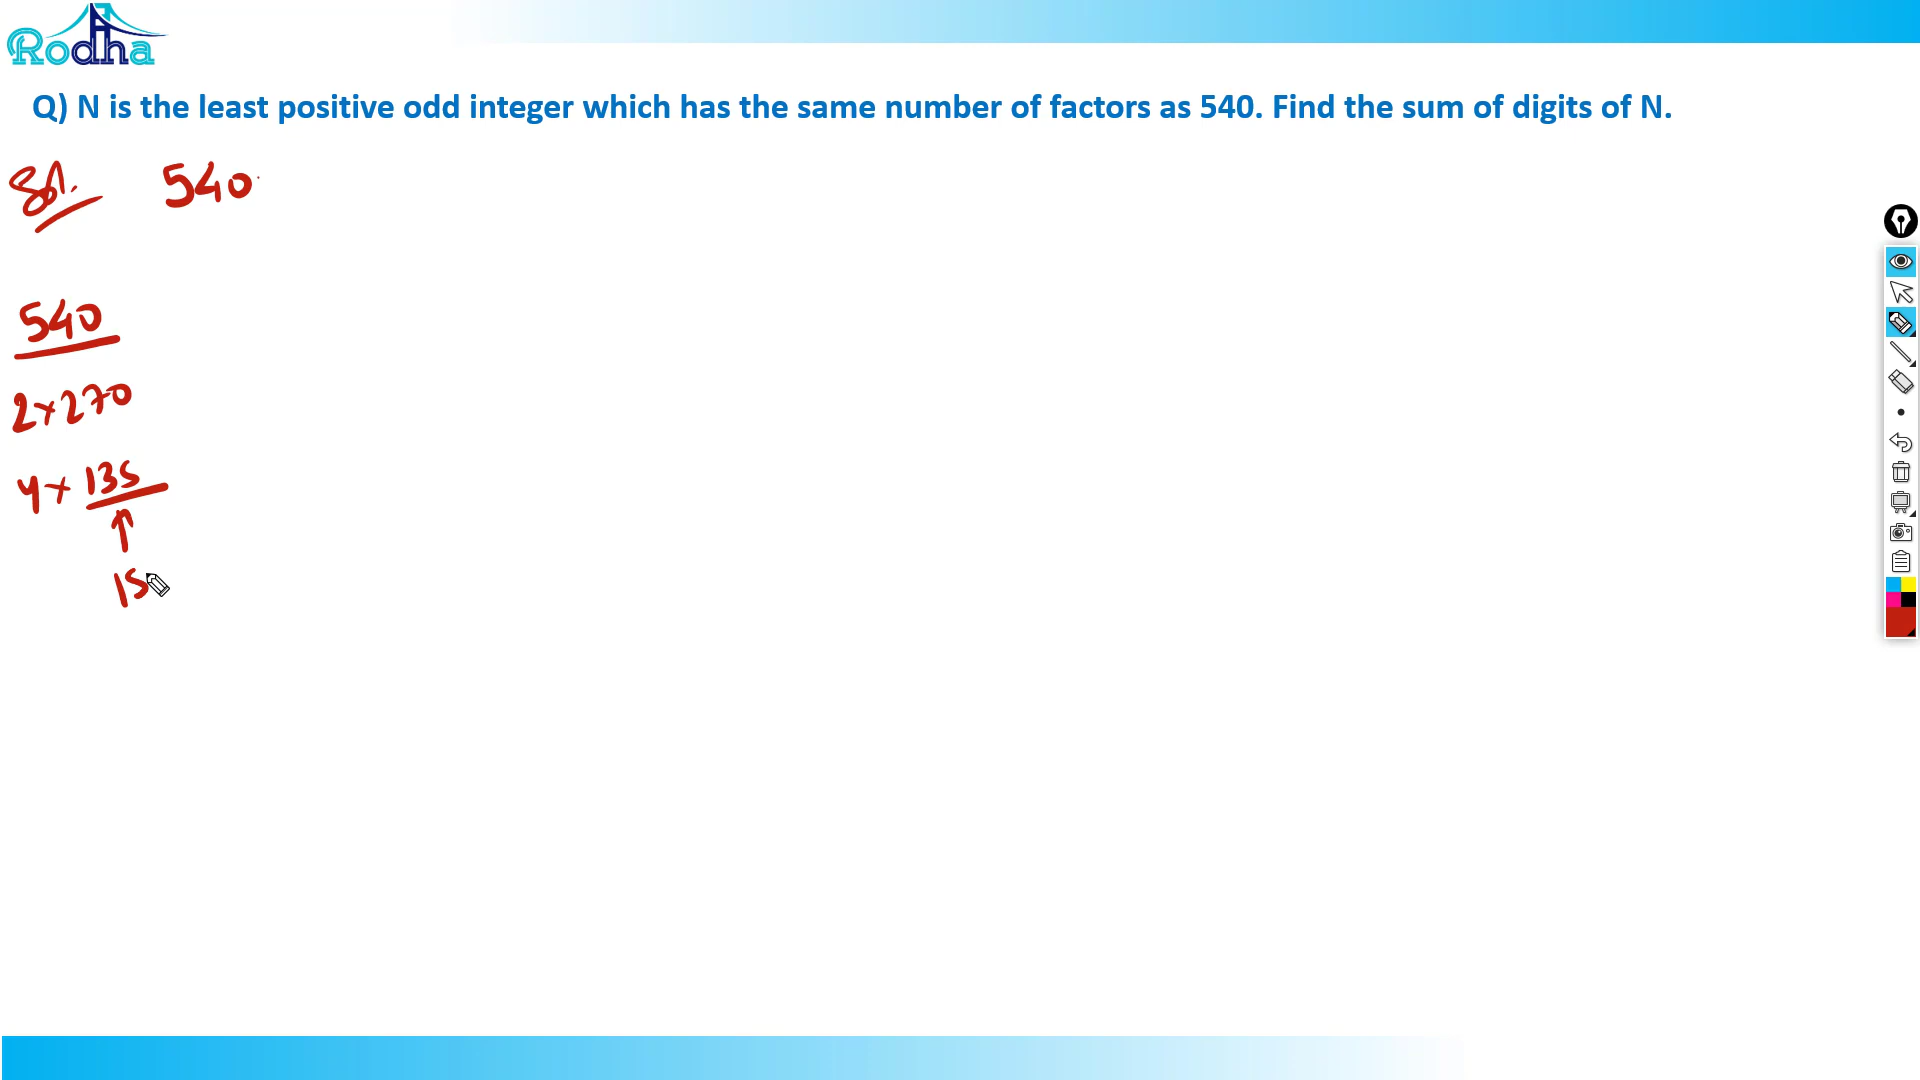 Rodha
Q) N is the least positive odd integer which has the same number of factors as 540. Find the sum of digits of N.
Sol. 540
540
2×270
4×135
15